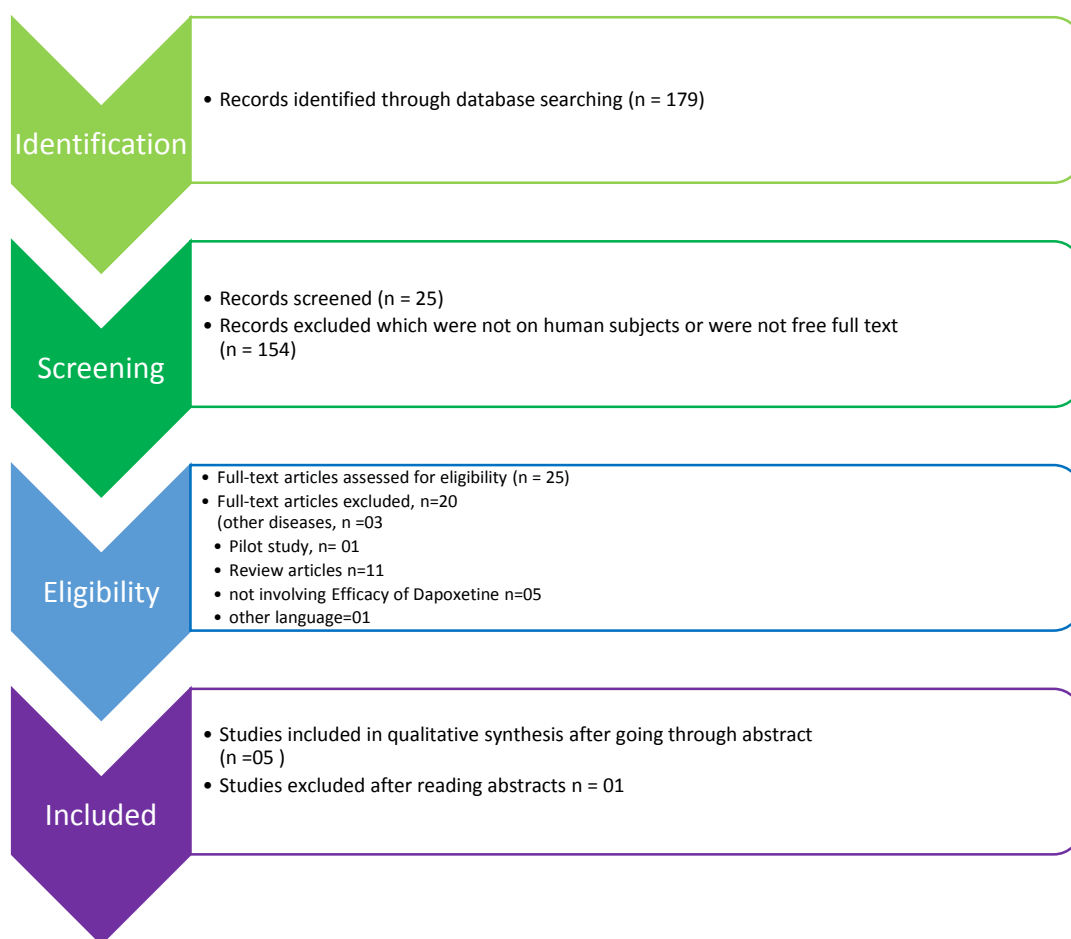 Identification
• Records identified through database searching (n = 179)
Screening
• Records screened (n = 25)
• Records excluded which were not on human subjects or were not free full text
(n = 154)
Eligibility
• Full-text articles assessed for eligibility (n = 25)
• Full-text articles excluded, n=20
(other diseases, n =03
• Pilot study, n= 01
• Review articles n=11
• not involving Efficacy of Dapoxetine n=05
• other language=01
Included
• Studies included in qualitative synthesis after going through abstract
(n =05 )
• Studies excluded after reading abstracts n = 01